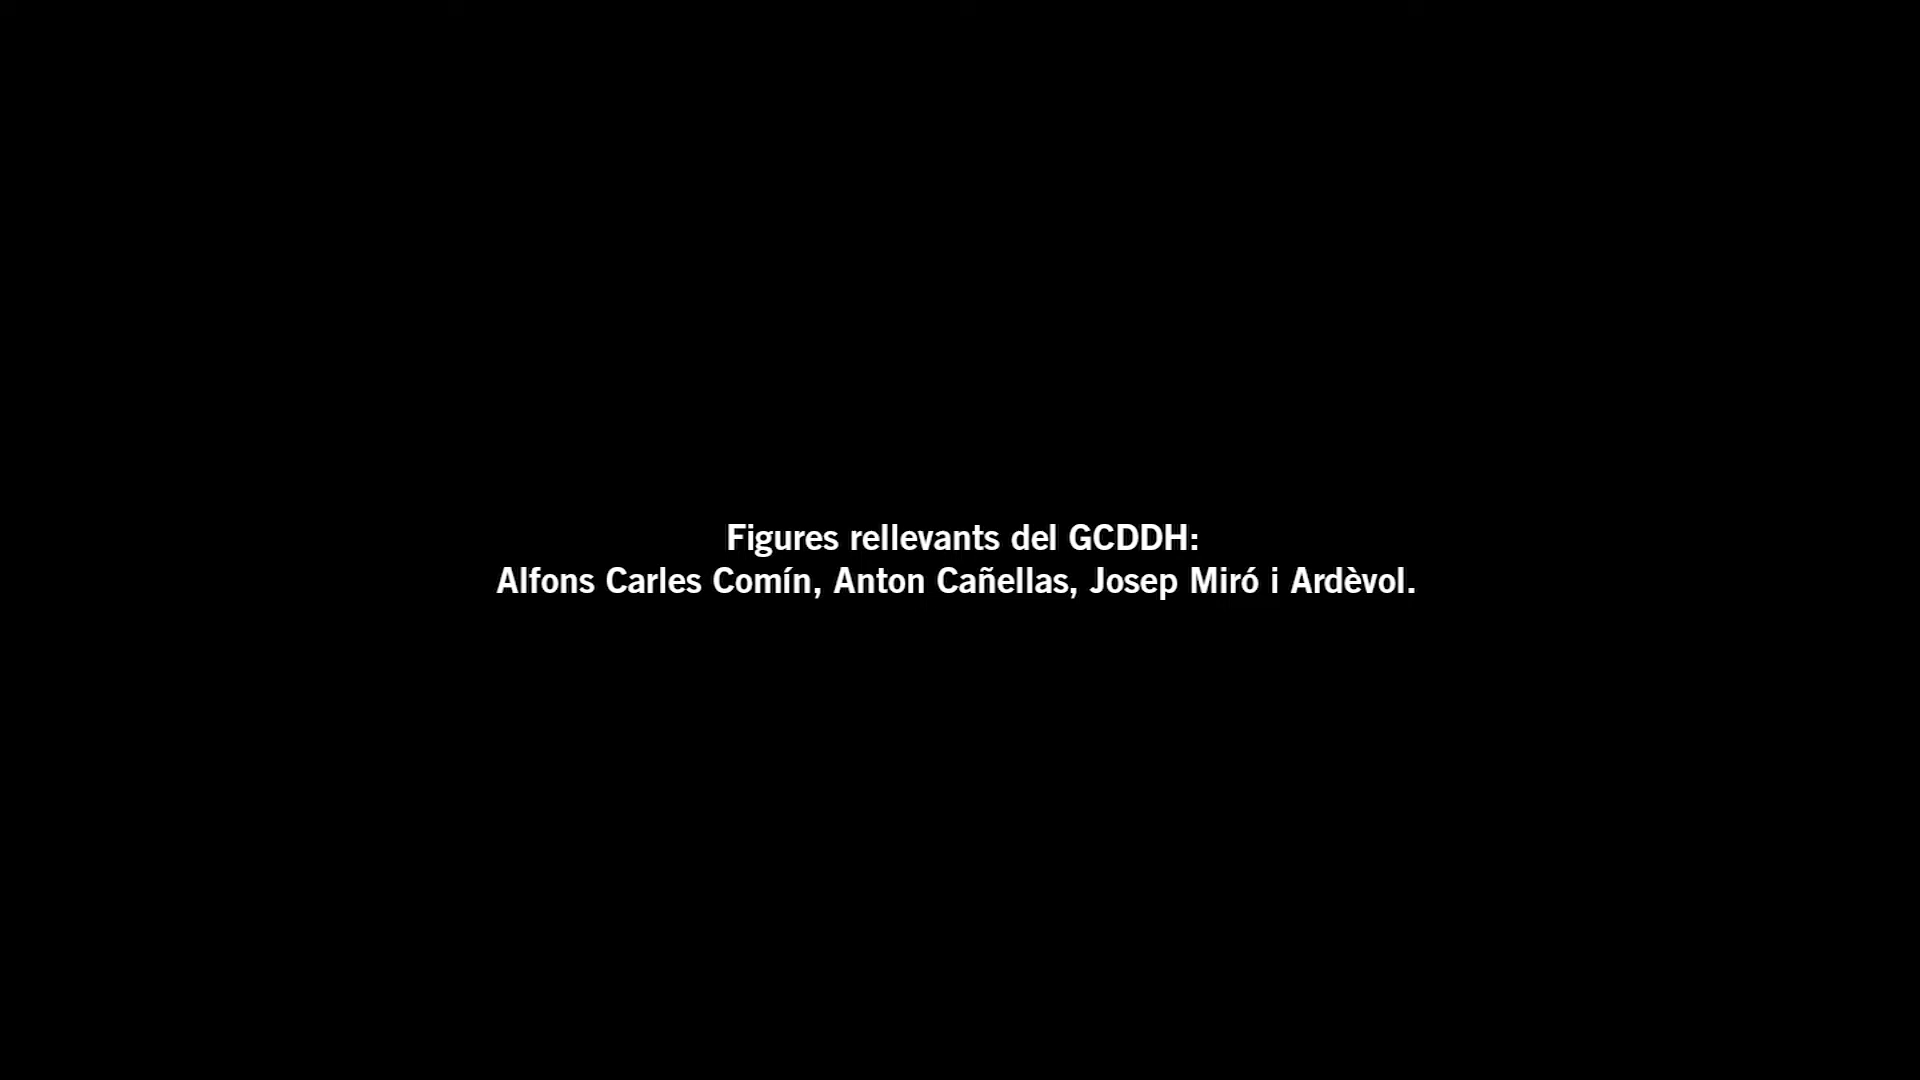 Figures rellevants del GCDDH:
Alfons Carles Comín, Anton Cañellas, Josep Miró i Ardèvol.